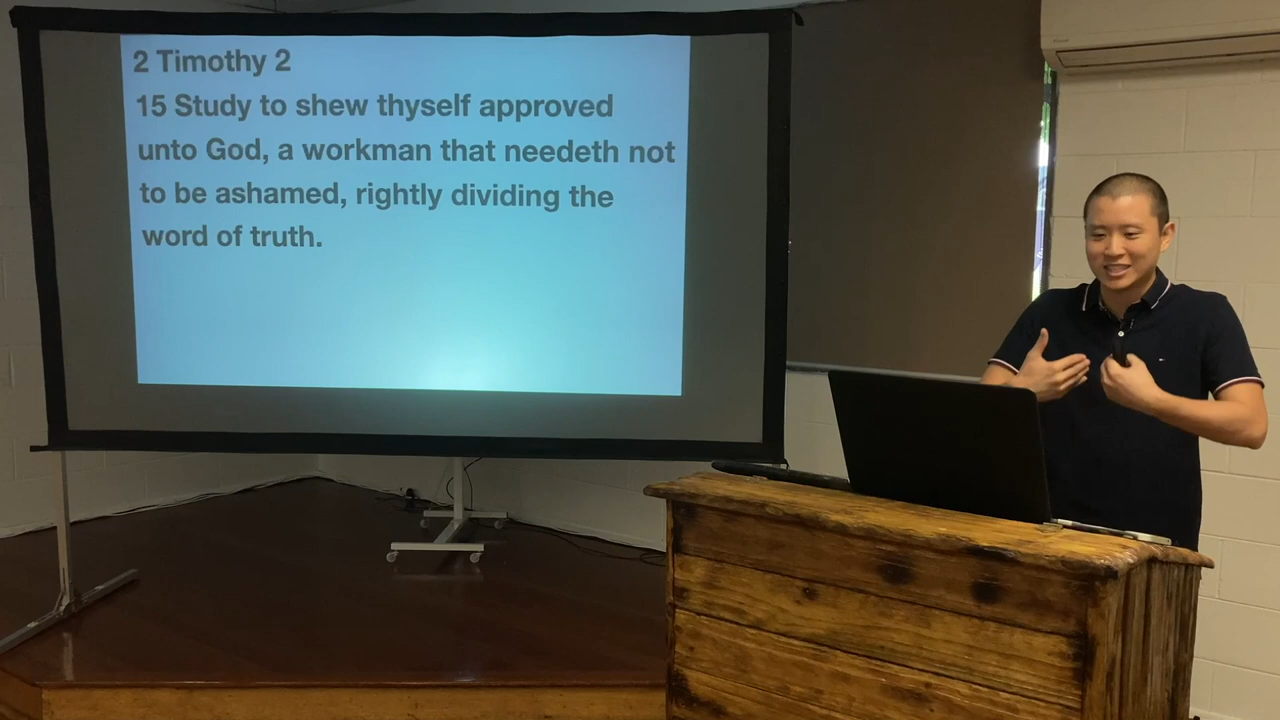 2 Timothy 2
15 Study to shew thyself approved
unto God, a workman that needeth not
to be ashamed, rightly dividing the
word of truth.